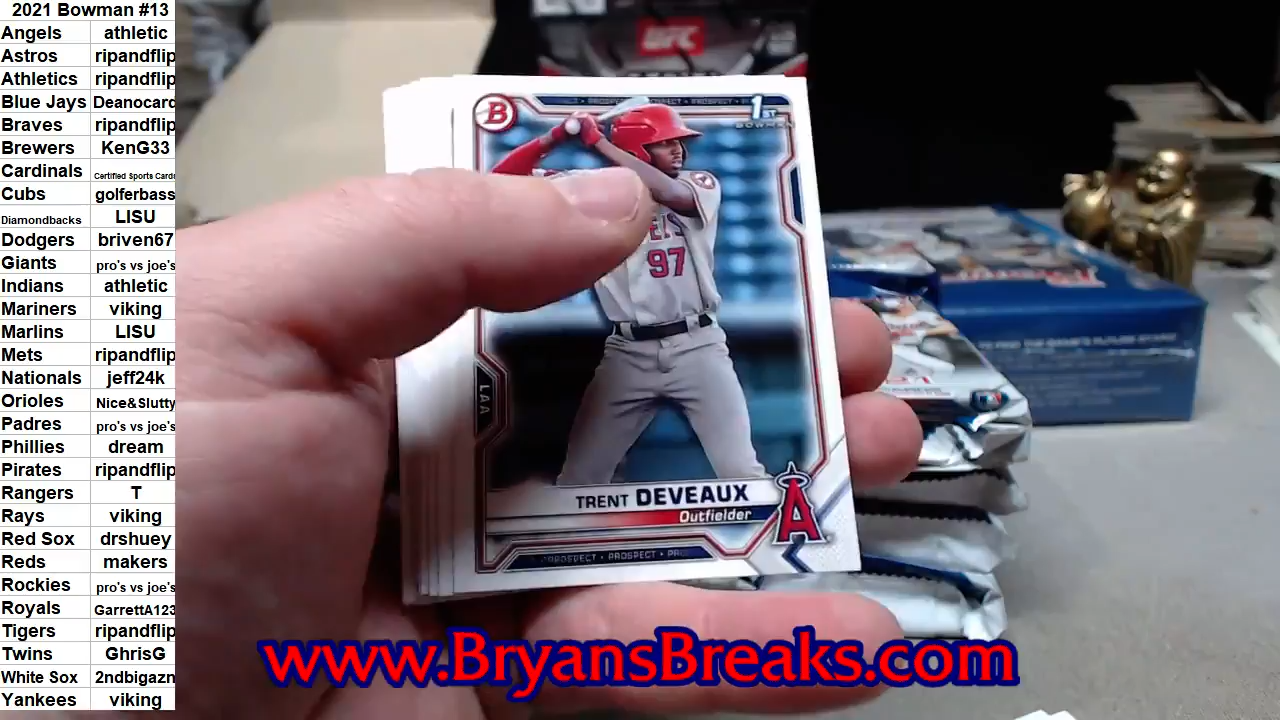 2021 Bowman #13
Angels athletic
Astros ripandflip
Athletics ripandflip
Blue Jays Deanocard
Braves ripandflip
Brewers KenG33
Cardinals Certified Sports Cards
Cubs golferbass
Diamondbacks LISU
Dodgers briven67
Giants pro's vs joe's
Indians athletic
Mariners viking
Marlins LISU
Mets ripandflip
Nationals jeff24k
Orioles Nice&Slutty
Padres pro's vs joe's
Phillies dream
Pirates ripandflip
Rangers T
Rays viking
Red Sox drshuey
Reds makers
Rockies pro's vs joe's
Royals GarrettA123
Tigers ripandflip
Twins GhrisG
White Sox 2ndbigazn
Yankees viking
UFC
B
PROSPECT
PROSPECT
1ST
BOWMAN
97
LAA
TRENT DEVEAUX
Outfielder
A
PROSPECT • PROSPECT
www.BryansBreaks.com